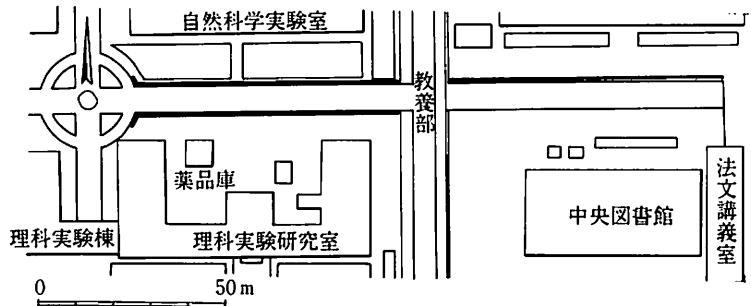 自然科学実験室
教養部
薬品庫
法文講義室
中央図書館
理科実験棟
理科実験研究室
0 50m